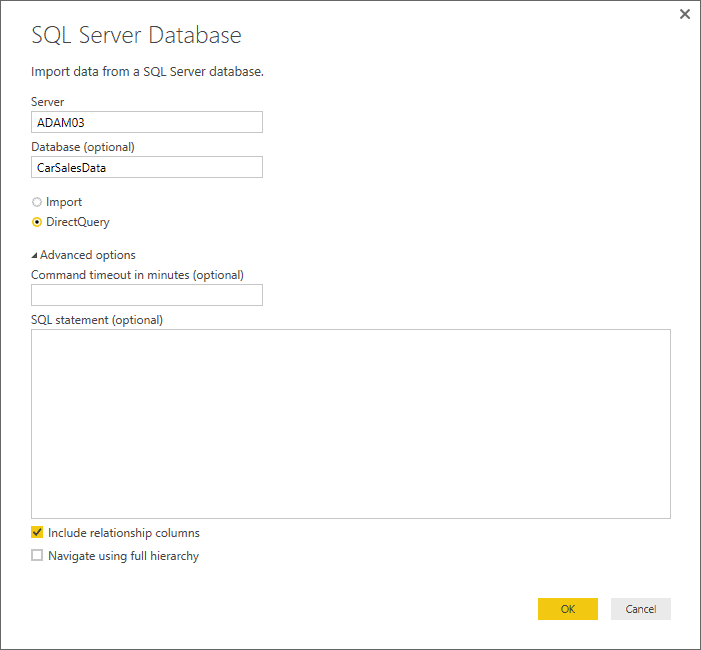 SQL Server Database
Import data from a SQL Server database.
Server
ADAM03
Database (optional)
CarSalesData
Import
DirectQuery
Advanced options
Command timeout in minutes (optional)
SQL statement (optional)
Include relationship columns
Navigate using full hierarchy
OK Cancel